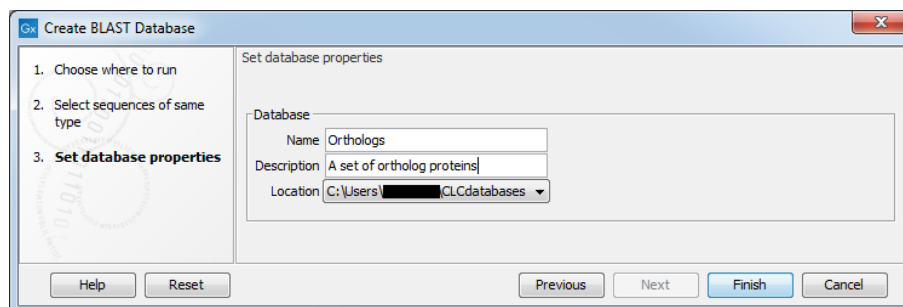 Gx Create BLAST Database
1. Choose where to run
2. Select sequences of same
type
3. Set database properties
Set database properties
Database
Name Orthologs
Description A set of ortholog proteins
Location C:\Users\ \CLCdatabases
Help Reset Previous Next Finish Cancel